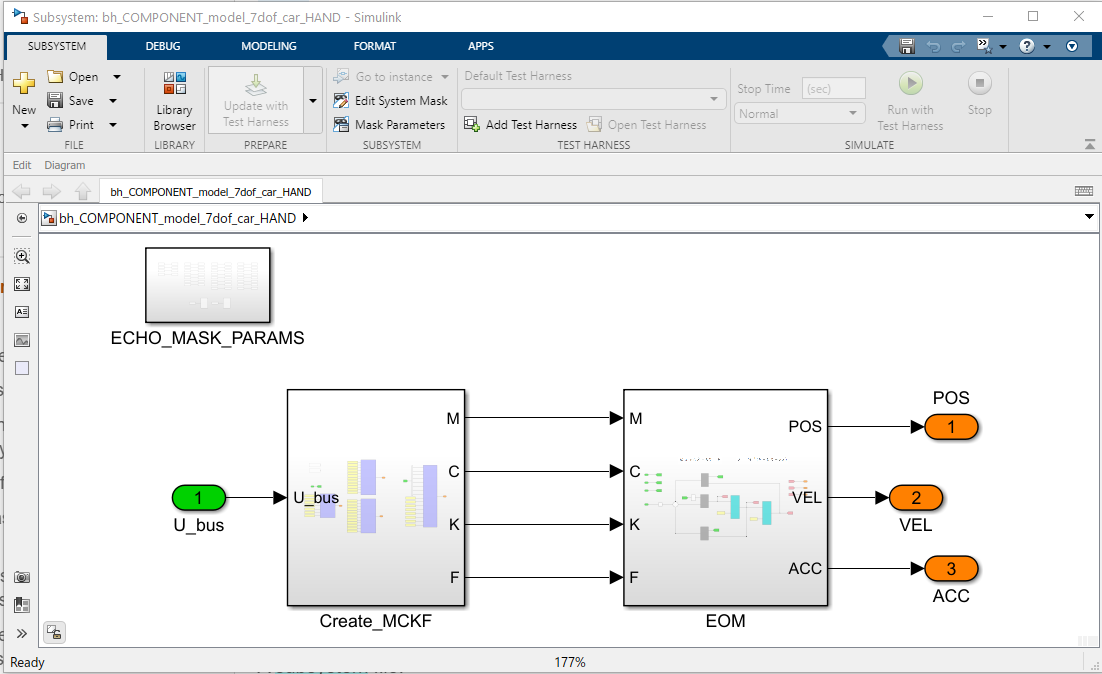 Subsystem: bh_COMPONENT_model_7dof_car_HAND - Simulink
SUBSYSTEM DEBUG MODELING FORMAT APPS
New
Open
Save
Print
FILE
Library
Browser
LIBRARY
Update with
Test Harness
PREPARE
Go to instance
Edit System Mask
Mask Parameters
SUBSYSTEM
Default Test Harness
Add Test Harness
Open Test Harness
TEST HARNESS
Stop Time (sec)
Normal
Run with
Test Harness
Stop
SIMULATE
Edit Diagram
bh_COMPONENT_model_7dof_car_HAND
bh_COMPONENT_model_7dof_car_HAND
ECHO_MASK_PARAMS
1
U_bus
U_bus
M
C
K
F
Create_MCKF
M
C
K
F
POS
VEL
ACC
EOM
POS
1
2
VEL
3
ACC
Ready 177%